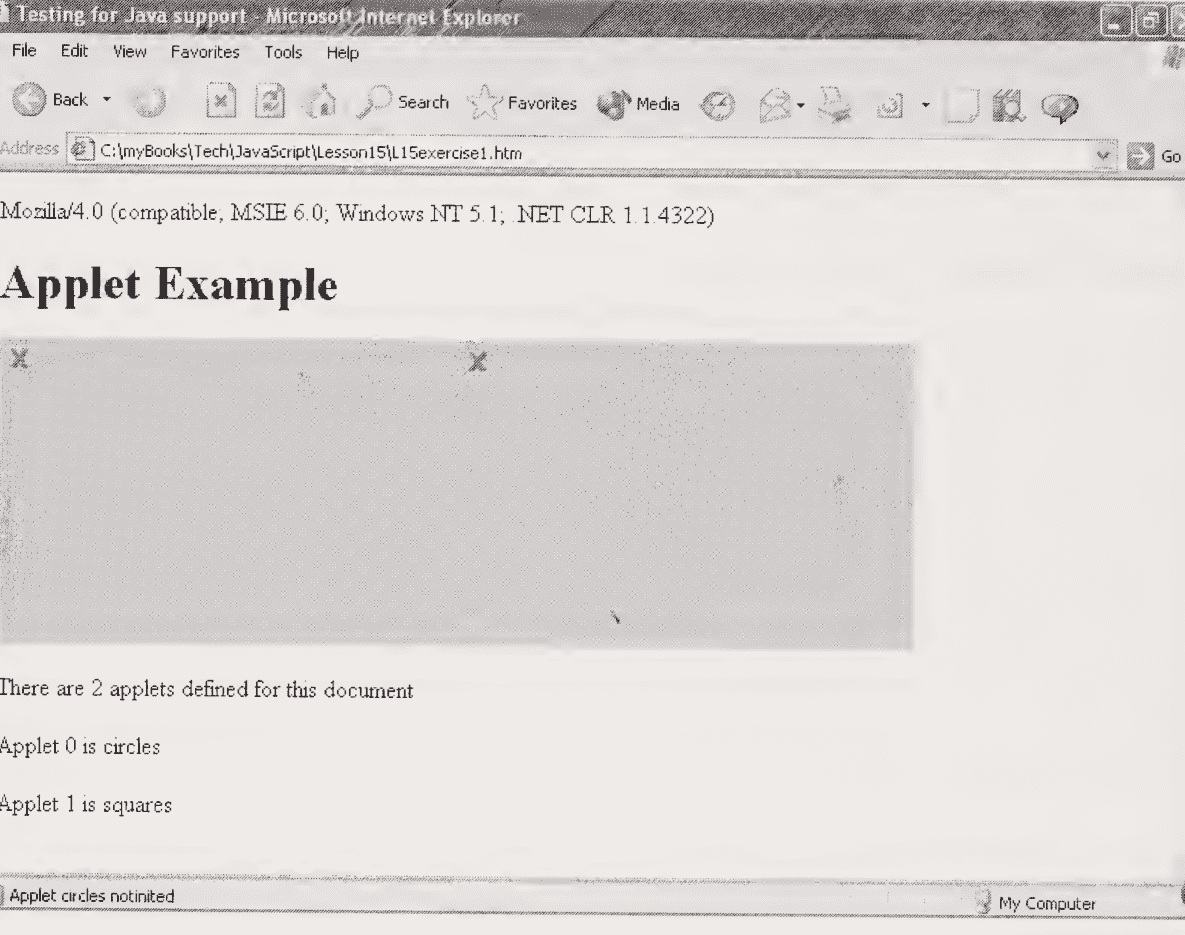 Testing for Java support - Microsoft Internet Explorer
File Edit View Favorites Tools Help
Back Search Favorites Media
Address C:\myBooks\Tech\JavaScript\Lesson15\L15exercise1.htm Go
Mozilla/4.0 (compatible; MSIE 6.0; Windows NT 5.1; .NET CLR 1.1.4322)
Applet Example
There are 2 applets defined for this document
Applet 0 is circles
Applet 1 is squares
Applet circles notinited My Computer